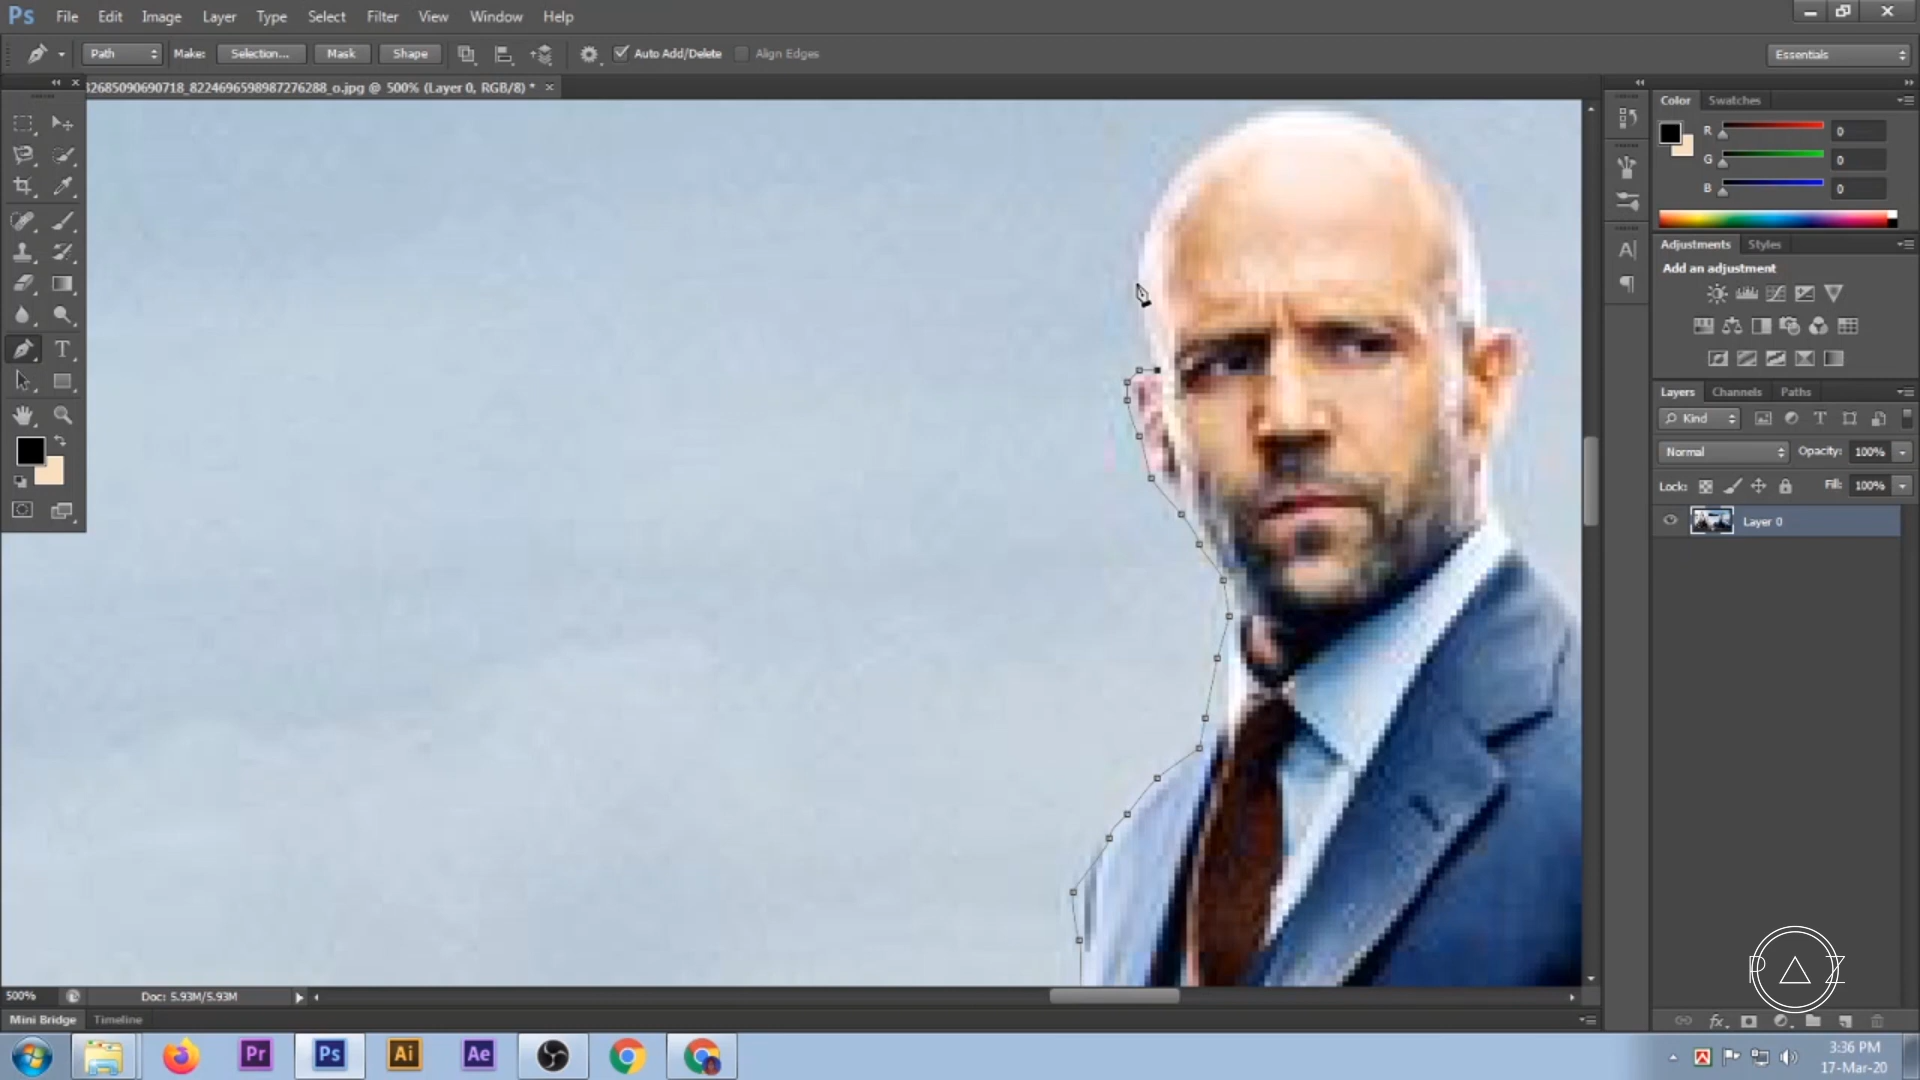 Ps File Edit Image Layer Type Select Filter View Window Help
Path Make: Selection... Mask Shape Auto Add/Delete Align Edges Essentials
32685090690718_8224696598987276288_o.jpg @ 500% (Layer 0, RGB/8) *
Color Swatches
R 0
G 0
B 0
Adjustments Styles
Add an adjustment
Layers Channels Paths
Kind
Normal Opacity: 100%
Lock: Fill: 100%
Layer 0
P Z
500% Doc: 5.93M/5.93M
Mini Bridge Timeline
Pr Ps Ai Ae
3:36 PM
17-Mar-20